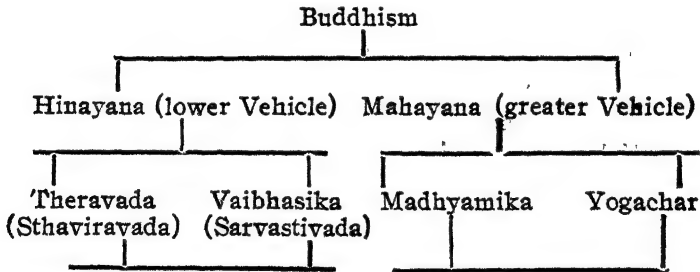 Buddhism
Hinayana (lower Vehicle) Mahayana (greater Vehicle)
Theravada Vaibhasika Madhyamika Yogachar
(Sthaviravada) (Sarvastivada)